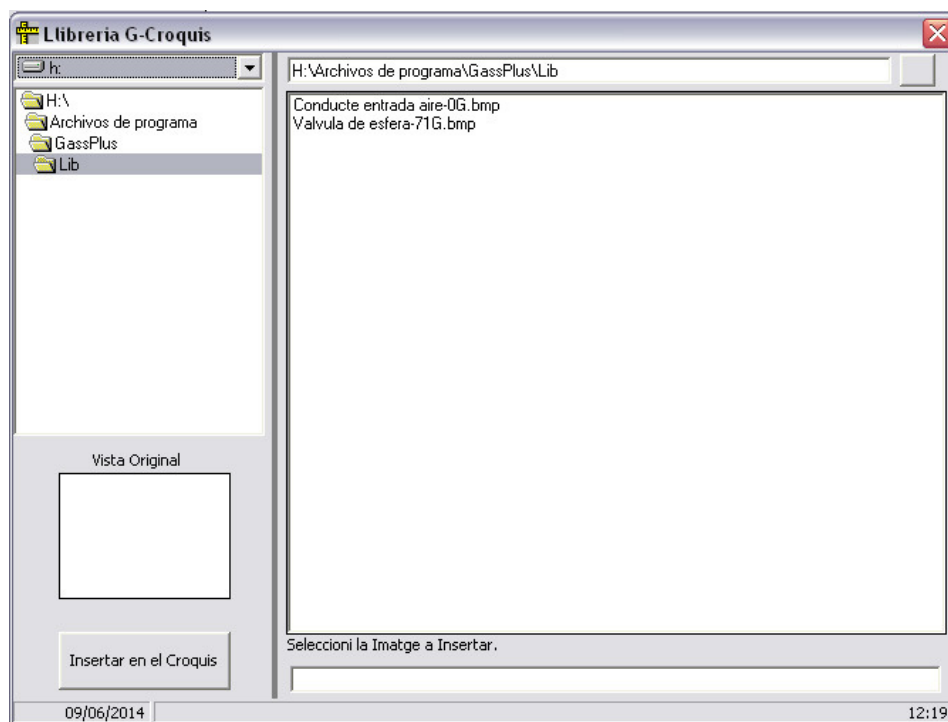 Llibreria G-Croquis
h:
H:\Archivos de programa\GassPlus\Lib
H:\
Archivos de programa
GassPlus
Lib
Conducte entrada aire-0G.bmp
Valvula de esfera-71G.bmp
Vista Original
Insertar en el Croquis
Seleccioni la Imatge a Insertar.
09/06/2014
12:19